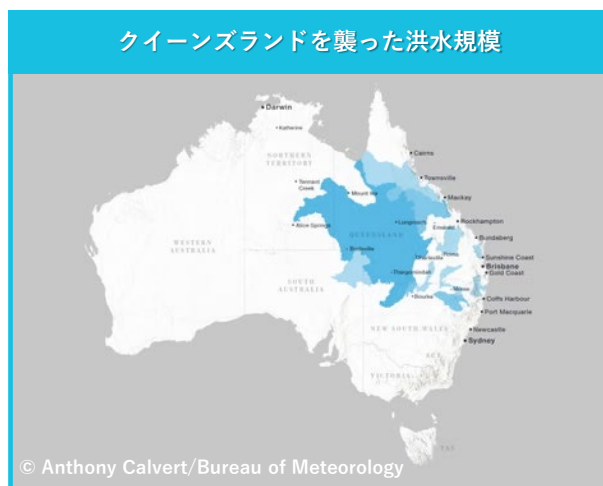 クイーンズランドを襲った洪水規模
Darwin
Katherine
NORTHERN
TERRITORY
Cairns
Townsville
Tennant
Creek
Mount Isa
Mackay
Alice Springs
Longreach
Emerald
Rockhampton
QUEENSLAND
Bundaberg
WESTERN
AUSTRALIA
Birdsville
Charleville
Roma
Sunshine Coast
Brisbane
Gold Coast
Thargomindah
SOUTH
AUSTRALIA
Moree
Bourke
Coffs Harbour
Port Macquarie
NEW SOUTH WALES
Newcastle
Sydney
ACT
VICTORIA
TAS
© Anthony Calvert/Bureau of Meteorology